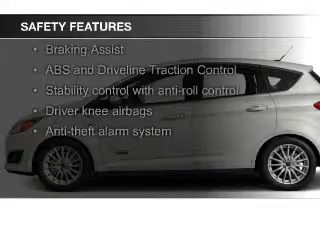 SAFETY FEATURES
• Braking Assist
• ABS and Driveline Traction Control
• Stability control with anti-roll control
• Driver knee airbags
• Anti-theft alarm system